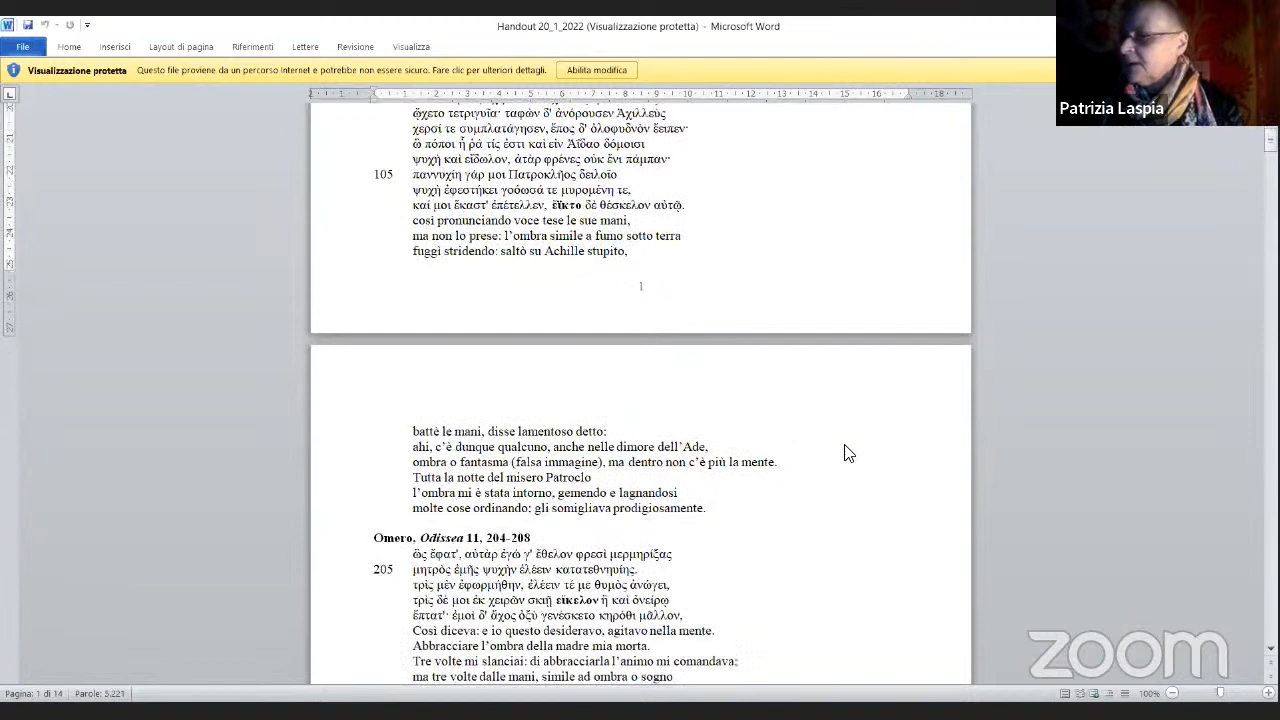 Handout 20_1_2022 (Visualizzazione protetta) - Microsoft Word
File Home Inserisci Layout di pagina Riferimenti Lettere Revisione Visualizza
Visualizzazione protetta Questo file proviene da un percorso Internet e potrebbe non essere sicuro. Fare clic per ulteriori dettagli. Abilita modifica
Patrizia Laspia
ᾤχετο τετριγυῖα· ταφὼν δ' ἀνόρουσεν Ἀχιλλεὺς
χερσί τε συμπλατάγησεν, ἔπος δ' ὀλοφυδνὸν ἔειπεν·
ὢ πόποι ἦ ῥά τίς ἐστι καὶ εἰν Ἀΐδαο δόμοισι
ψυχὴ καὶ εἴδωλον, ἀτὰρ φρένες οὐκ ἔνι πάμπαν·
105 παννυχίη γάρ μοι Πατροκλῆος δειλοῖο
ψυχὴ ἐφεστήκει γοόωσά τε μυρομένη τε,
καί μοι ἕκαστ' ἐπέτελλεν, ἔϊκτο δὲ θέσκελον αὐτῷ.
così pronunciando voce tese le sue mani,
ma non lo prese: l'ombra simile a fumo sotto terra
fuggì stridendo: saltò su Achille stupito,
1
battè le mani, disse lamentoso detto:
ahi, c'è dunque qualcuno, anche nelle dimore dell'Ade,
ombra o fantasma (falsa immagine), ma dentro non c'è più la mente.
Tutta la notte del misero Patroclo
l'ombra mi è stata intorno, gemendo e lagnandosi
molte cose ordinando; gli somigliava prodigiosamente.
Omero, Odissea 11, 204-208
ὣς ἔφατ', αὐτὰρ ἐγώ γ' ἔθελον φρεσὶ μερμηρίξας
205 μητρὸς ἐμῆς ψυχὴν ἑλέειν κατατεθνηυίης.
τρὶς μὲν ἐφωρμήθην, ἑλέειν τέ με θυμὸς ἀνώγει,
τρὶς δέ μοι ἐκ χειρῶν σκιῇ εἴκελον ἢ καὶ ὀνείρῳ
ἔπτατ'· ἐμοὶ δ' ἄχος ὀξὺ γενέσκετο κηρόθι μᾶλλον,
Così diceva: e io questo desideravo, agitavo nella mente.
Abbracciare l'ombra della madre mia morta.
Tre volte mi slanciai: di abbracciarla l'animo mi comandava;
ma tre volte dalle mani, simile ad ombra o sogno
zoom
Pagina: 1 di 14 Parole: 5.221 100%